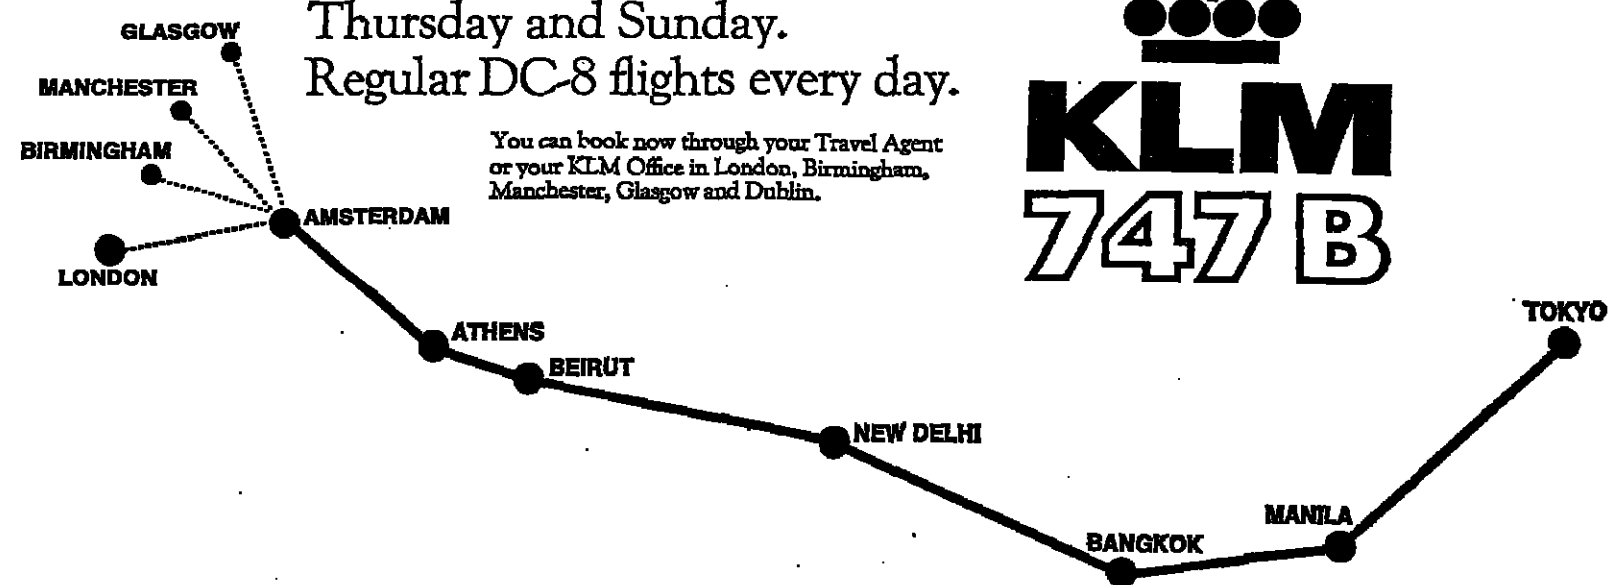 Thursday and Sunday.
Regular DC-8 flights every day.
You can book now through your Travel Agent
or your KLM Office in London, Birmingham,
Manchester, Glasgow and Dublin.
KLM
747B
GLASGOW
MANCHESTER
BIRMINGHAM
AMSTERDAM
LONDON
ATHENS
BEIRUT
NEW DELHI
BANGKOK
MANILA
TOKYO